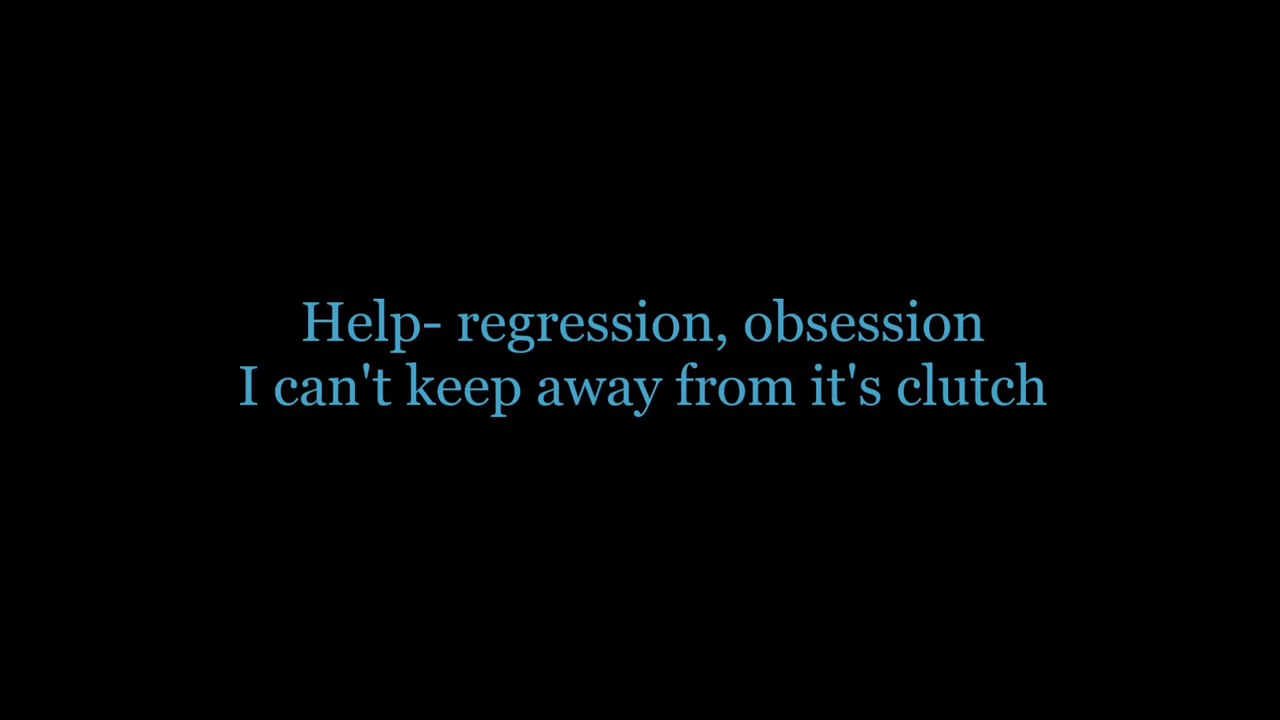 Help- regression, obsession
I can't keep away from it's clutch